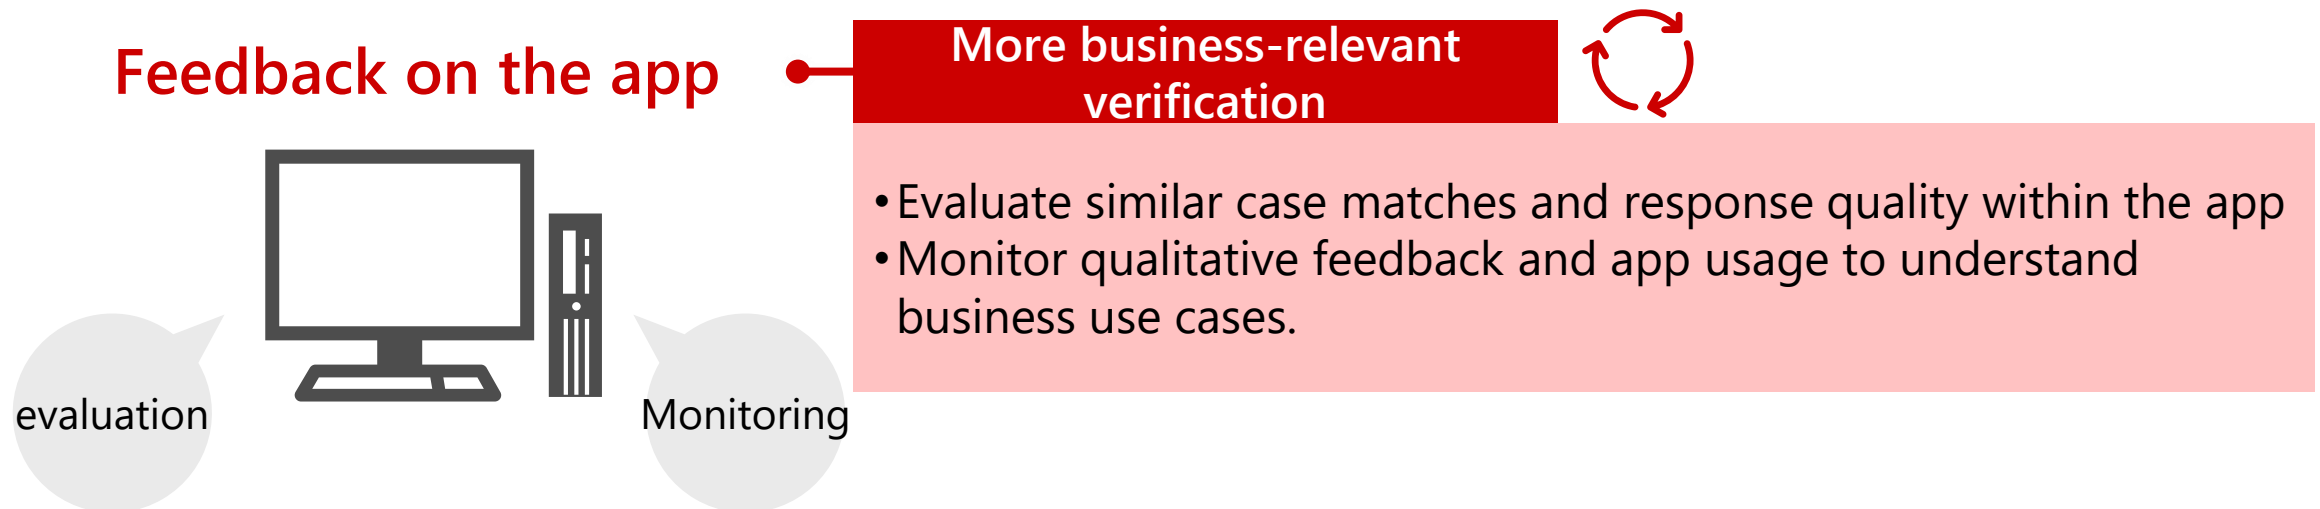 Feedback on the app
More business-relevant
verification
•Evaluate similar case matches and response quality within the app
•Monitor qualitative feedback and app usage to understand
business use cases.
evaluation
Monitoring